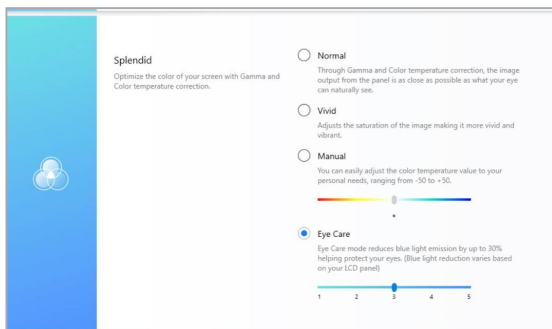 Splendid
Optimize the color of your screen with Gamma and
Color temperature correction.
Normal
Through Gamma and Color temperature correction, the image
output from the panel is as close as possible as what your eye
can naturally see.
Vivid
Adjusts the saturation of the image making it more vivid and
vibrant.
Manual
You can easily adjust the color temperature value to your
personal needs, ranging from -50 to +50.
Eye Care
Eye Care mode reduces blue light emission by up to 30%
helping protect your eyes. (Blue light reduction varies based
on your LCD panel)
1 2 3 4 5